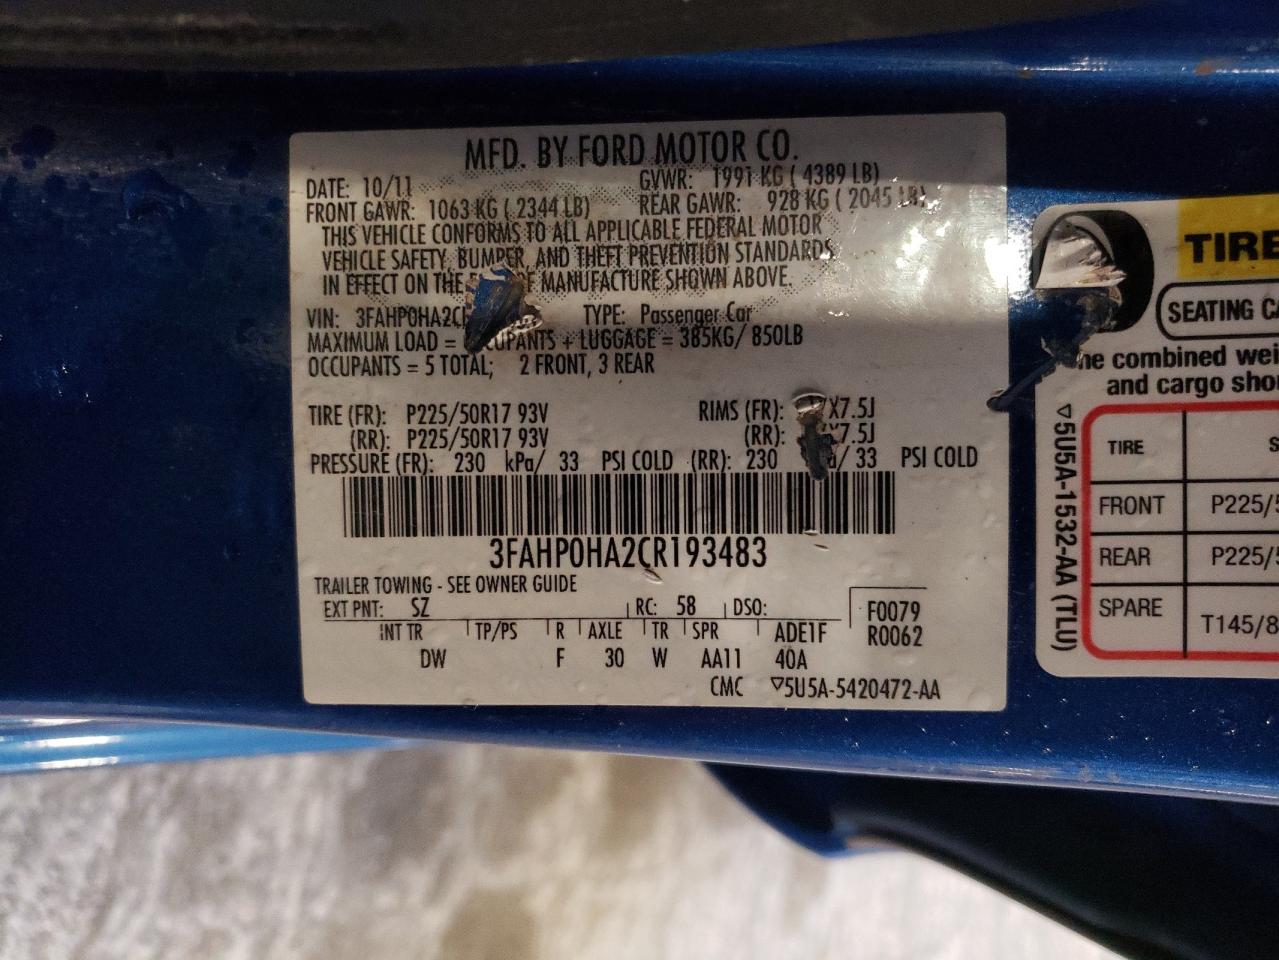 MFD. BY FORD MOTOR CO.
DATE: 10/11 GVWR: 1991 KG ( 4389 LB)
FRONT GAWR: 1063 KG ( 2344 LB) REAR GAWR: 928 KG ( 2045 LB)
THIS VEHICLE CONFORMS TO ALL APPLICABLE FEDERAL MOTOR
VEHICLE SAFETY, BUMPER, AND THEFT PREVENTION STANDARDS
IN EFFECT ON THE MANUFACTURE SHOWN ABOVE.
VIN: 3FAHP0HA2C TYPE: Passenger Car
MAXIMUM LOAD = + LUGGAGE = 385KG/ 850LB
OCCUPANTS = 5 TOTAL; 2 FRONT, 3 REAR
TIRE (FR): P225/50R17 93V RIMS (FR): X7.5J
(RR): P225/50R17 93V (RR): X7.5J
PRESSURE (FR): 230 kPa/ 33 PSI COLD (RR): 230 / 33 PSI COLD
3FAHP0HA2CR193483
TRAILER TOWING - SEE OWNER GUIDE
EXT PNT: SZ RC: 58 DSO: F0079
INT TR TP/PS R AXLE TR SPR ADE1F R0062
DW F 30 W AA11 40A
CMC ▽5U5A-5420472-AA
TIRE
SEATING
combined
and cargo
▽5U5A-1532-AA (TLU)
TIRE
FRONT P225/
REAR P225/
SPARE T145/8